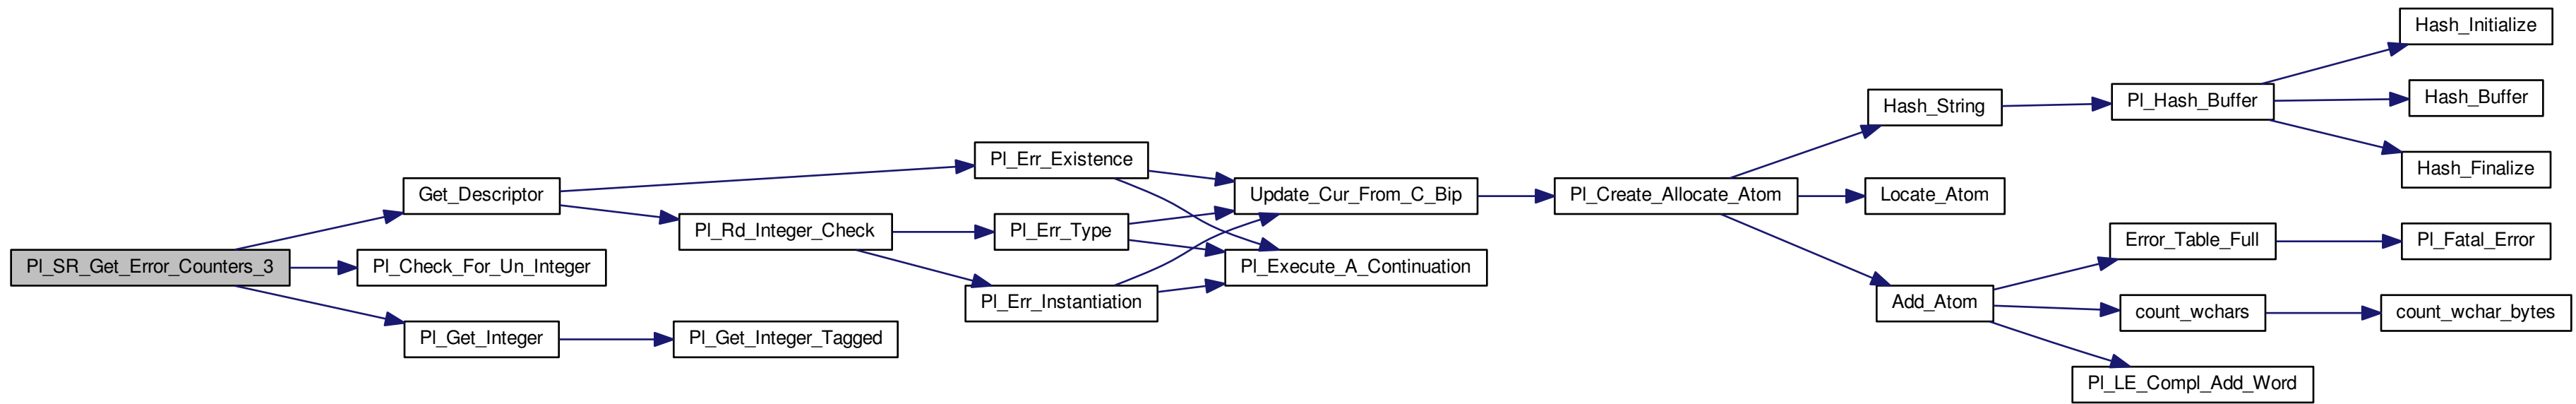 Pl_SR_Get_Error_Counters_3
Get_Descriptor
Pl_Check_For_Un_Integer
Pl_Get_Integer
Pl_Rd_Integer_Check
Pl_Get_Integer_Tagged
Pl_Err_Existence
Pl_Err_Type
Pl_Err_Instantiation
Update_Cur_From_C_Bip
Pl_Execute_A_Continuation
Pl_Create_Allocate_Atom
Hash_String
Locate_Atom
Add_Atom
Pl_Hash_Buffer
Error_Table_Full
count_wchars
Pl_LE_Compl_Add_Word
Hash_Initialize
Hash_Buffer
Hash_Finalize
Pl_Fatal_Error
count_wchar_bytes